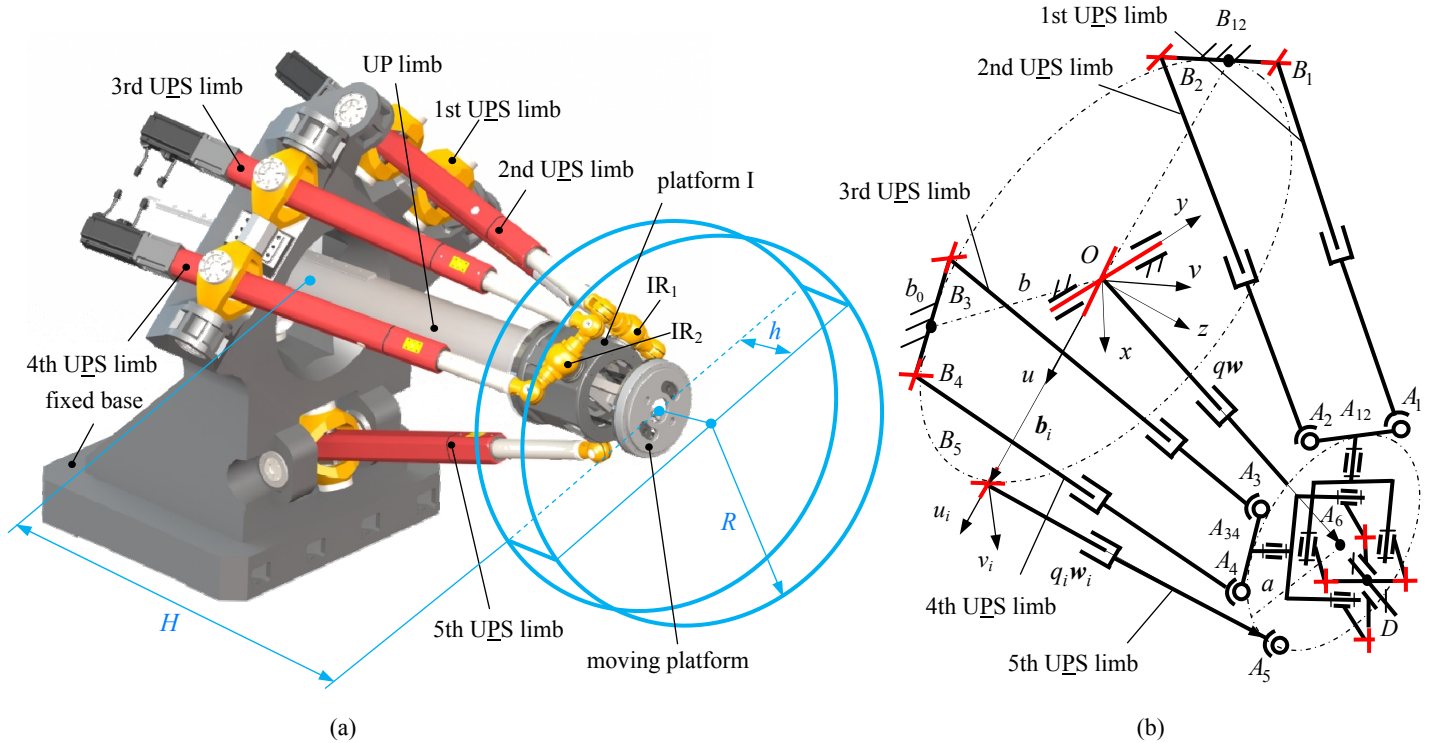 UP limb
3rd UPS limb
1st UPS limb
2nd UPS limb
platform I
IR1
IR2
h
4th UPS limb
fixed base
R
H
5th UPS limb
moving platform
(a)
1st UPS limb
B12
2nd UPS limb
B2
B1
3rd UPS limb
y
O
v
b0
B3
b
z
x
u
qw
B4
bi
A2
A12
A1
B5
A3
ui
A34
A6
vi
A4
qiwi
a
4th UPS limb
D
A5
5th UPS limb
(b)